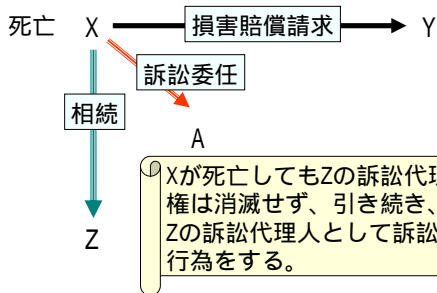 死亡 X 損害賠償請求 Y
訴訟委任
相続
A
Xが死亡してもZの訴訟代理
権は消滅せず、引き続き、
Zの訴訟代理人として訴訟
行為をする。
Z